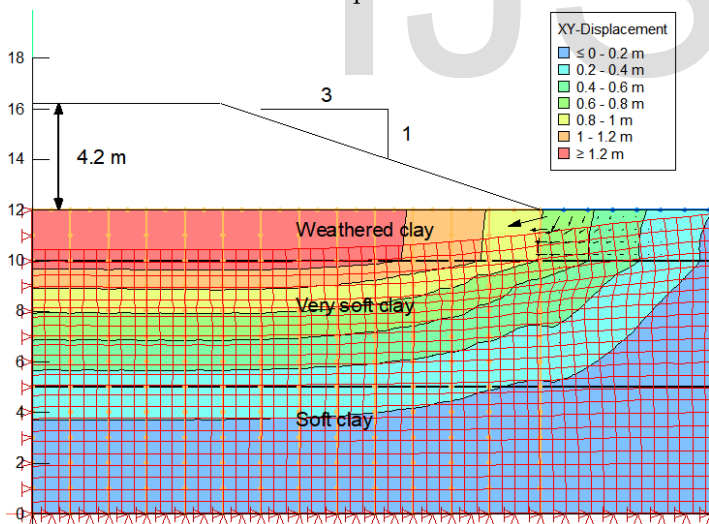 XY-Displacement
≤ 0 - 0.2 m
0.2 - 0.4 m
0.4 - 0.6 m
0.6 - 0.8 m
0.8 - 1 m
1 - 1.2 m
≥ 1.2 m
18
16
14
12
10
8
6
4
2
0
3
1
4.2 m
Weathered clay
Very soft clay
Soft clay